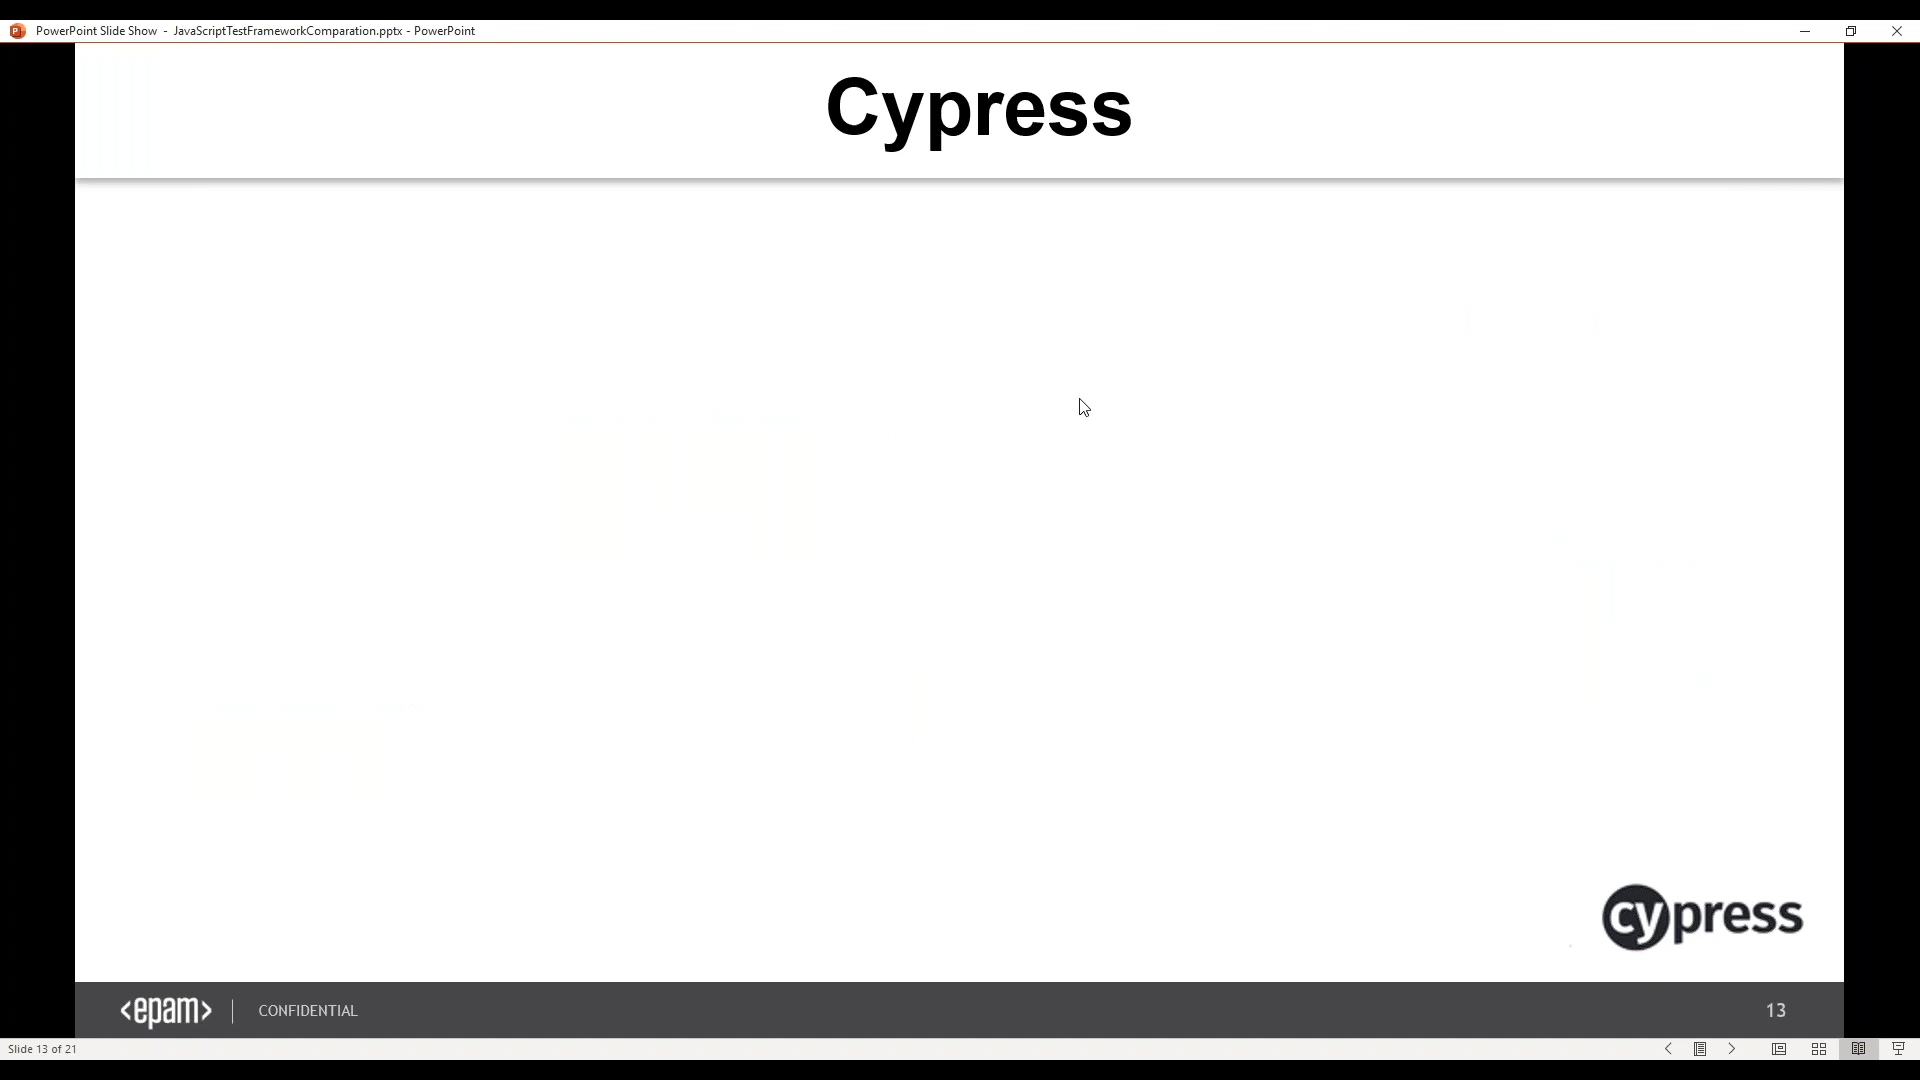 PowerPoint Slide Show - JavaScriptTestFrameworkComparation.pptx - PowerPoint
Cypress
cypress
<epam> CONFIDENTIAL 13
Slide 13 of 21